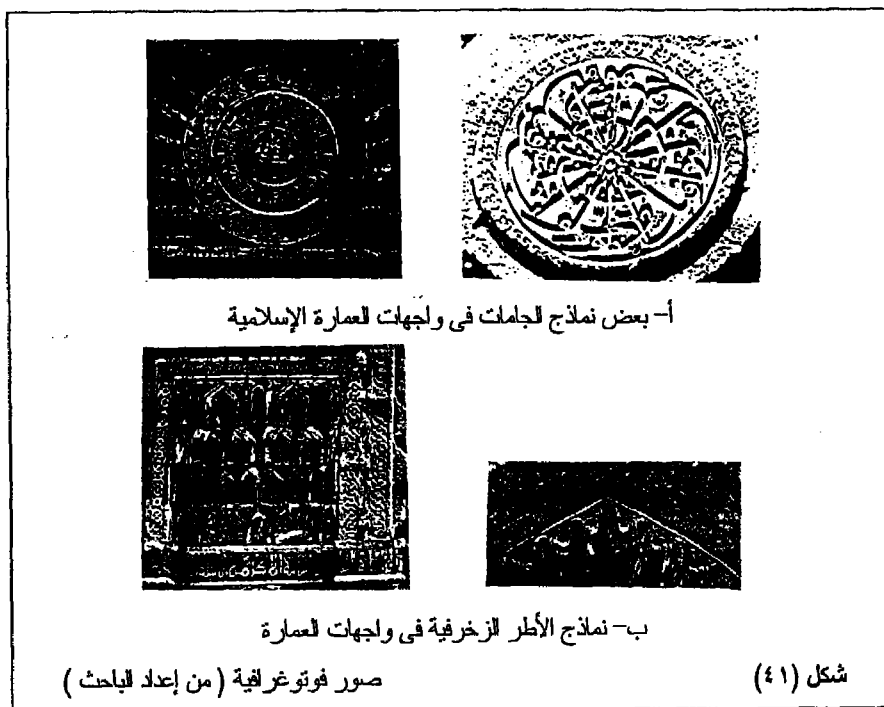 أ- بعض نماذج الجامات فى واجهات العمارة الإسلامية
ب- نماذج الأطر الزخرفية فى واجهات العمارة
شكل (٤١)
صور فوتوغرافية ( من إعداد الباحث )